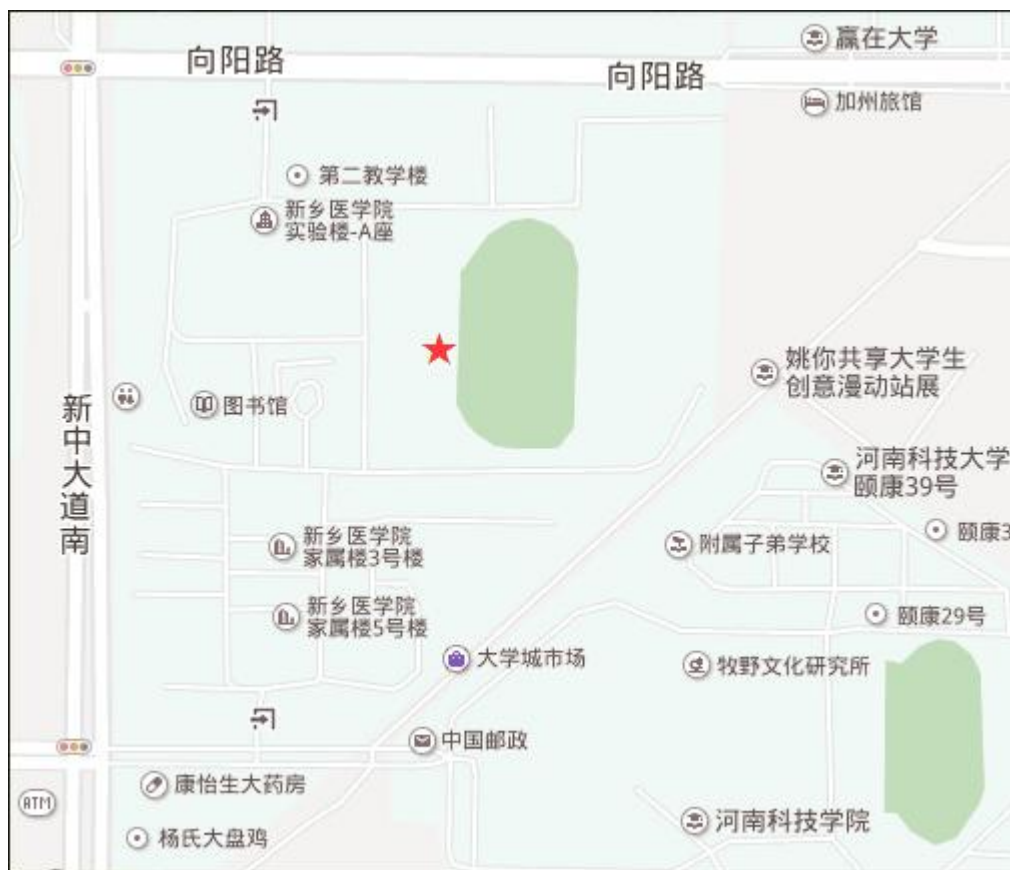 向阳路
向阳路
赢在大学
加州旅馆
第二教学楼
新乡医学院
实验楼-A座
姚你共享大学生
创意漫动站展
图书馆
新中大道南
河南科技大学
颐康39号
颐康3
新乡医学院
家属楼3号楼
附属子弟学校
新乡医学院
家属楼5号楼
颐康29号
大学城市场
牧野文化研究所
中国邮政
康怡生大药房
ATM
河南科技学院
杨氏大盘鸡